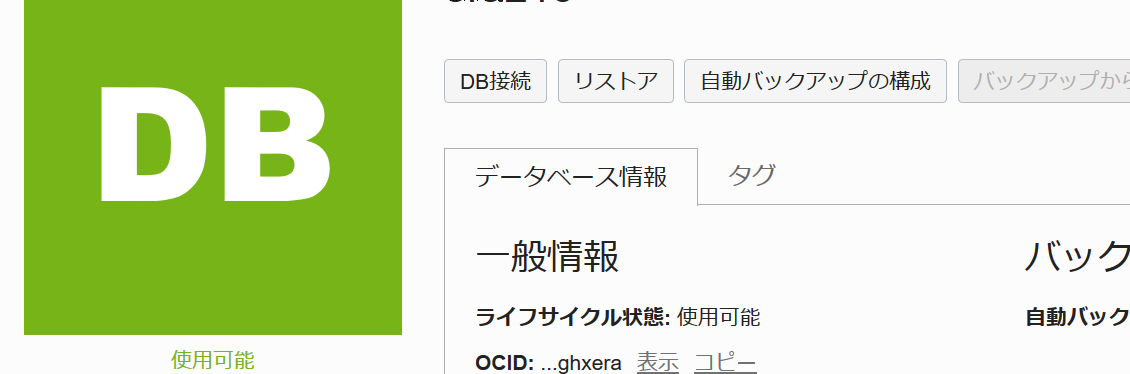 DB
使用可能
DB接続 リストア 自動バックアップの構成 バックアップから
データベース情報 タグ
一般情報
ライフサイクル状態: 使用可能
OCID: ...ghxera 表示 コピー
バック
自動バック